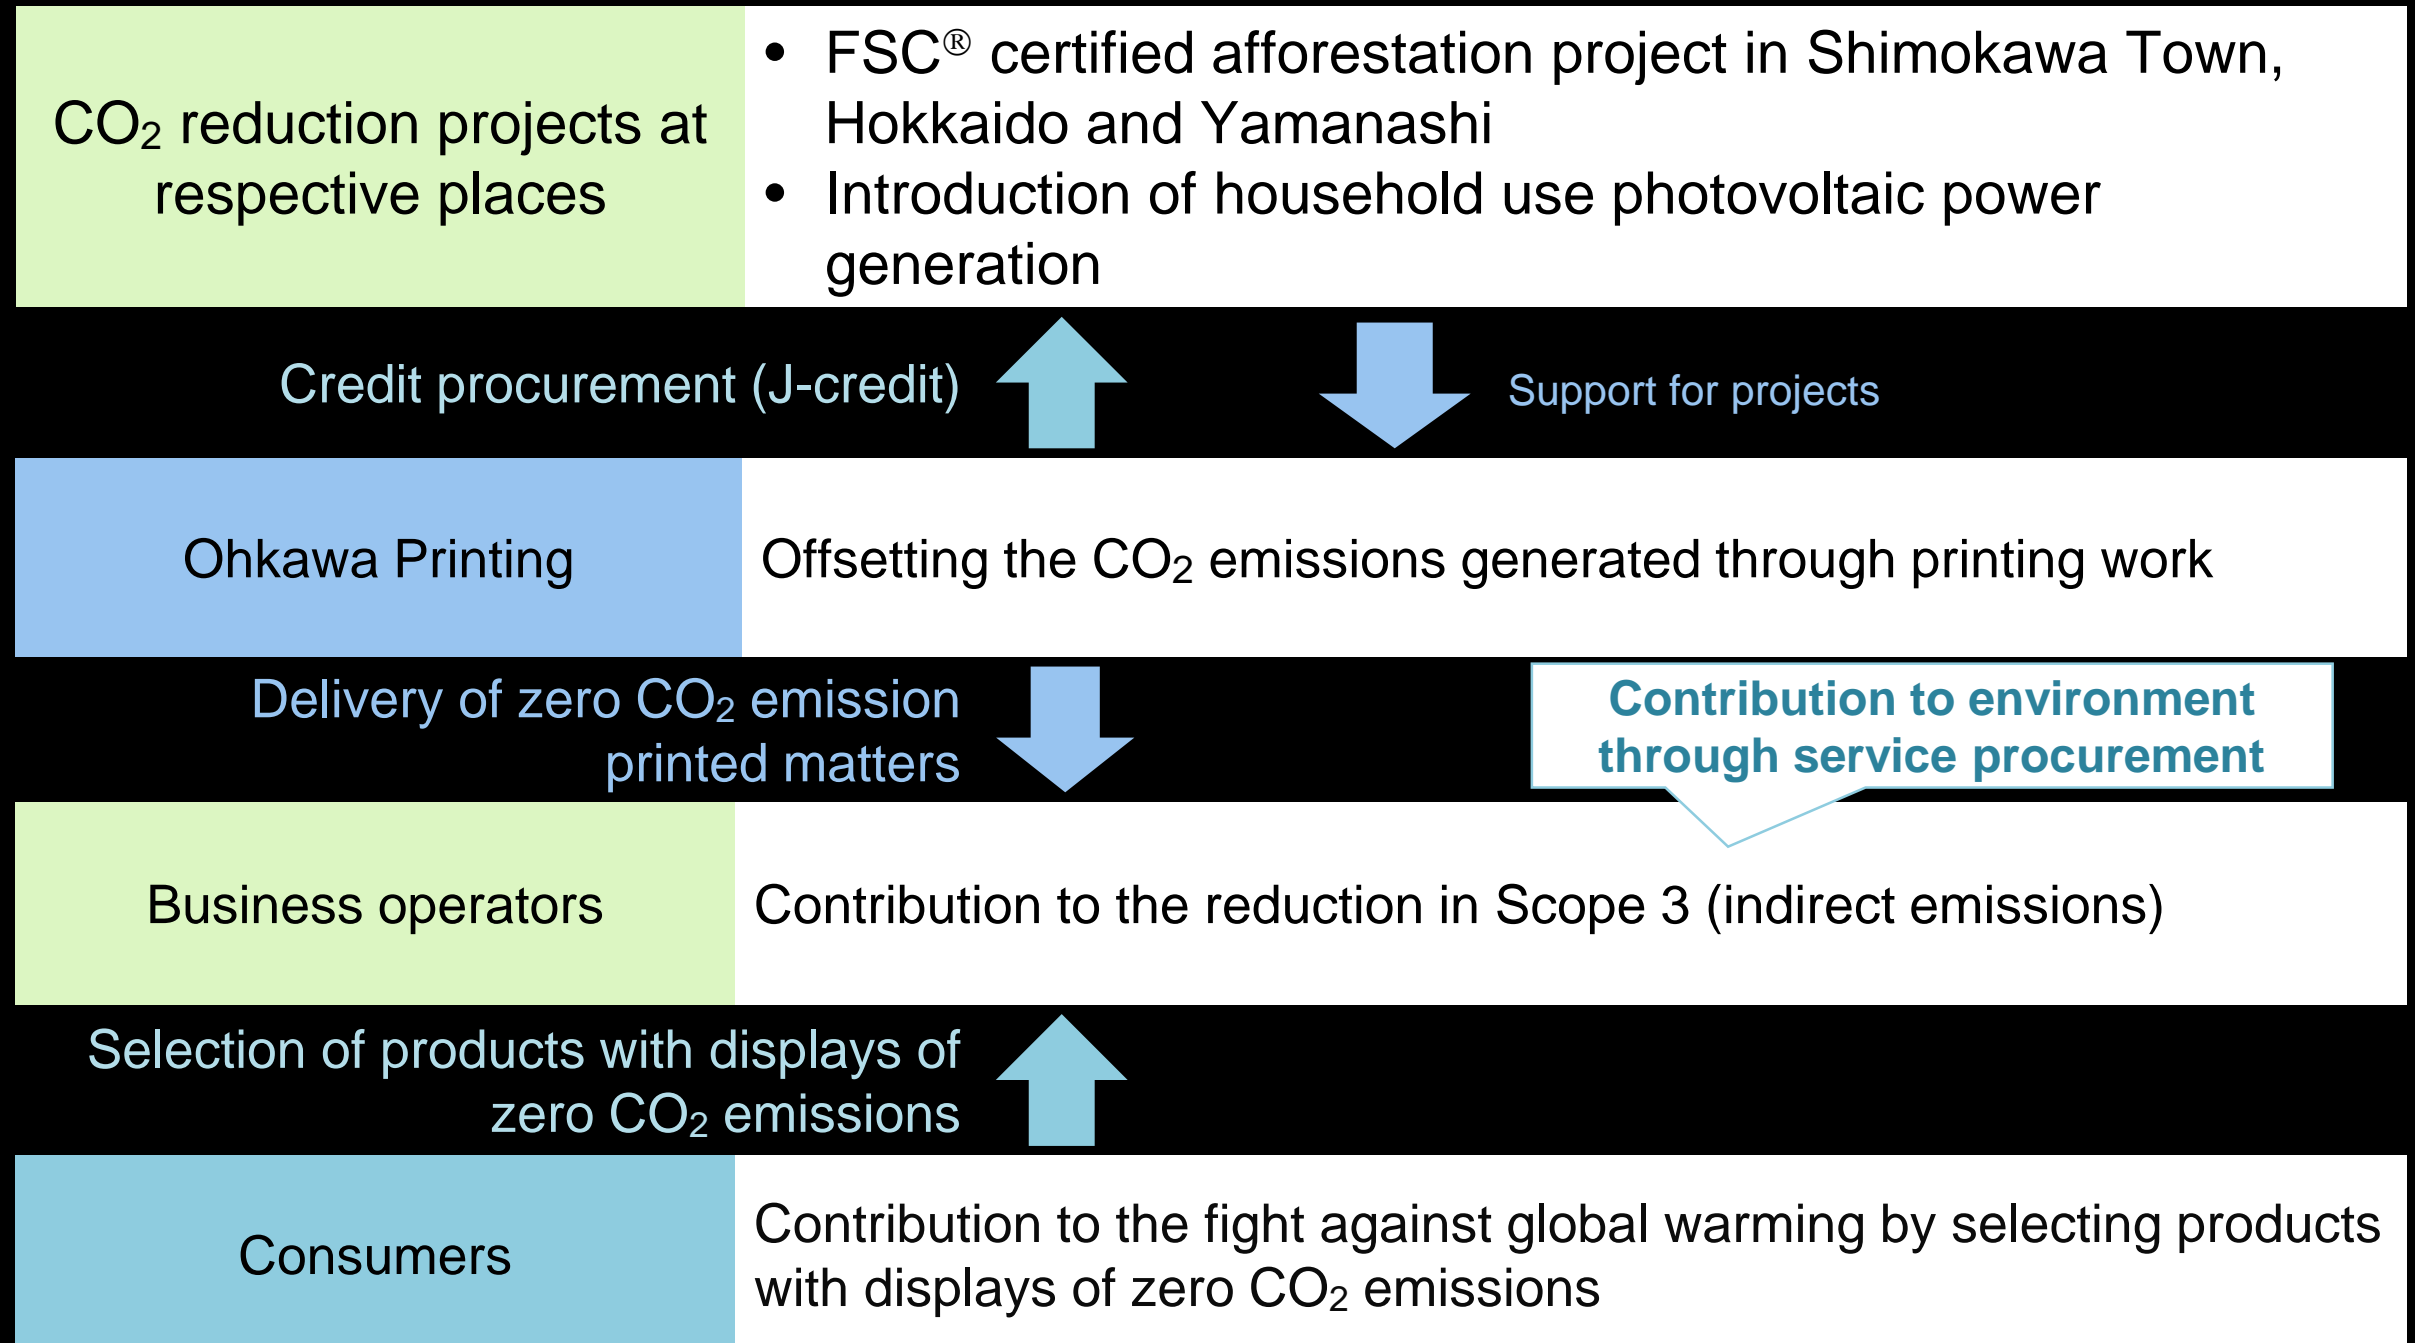 CO₂ reduction projects at
respective places
• FSC® certified afforestation project in Shimokawa Town,
Hokkaido and Yamanashi
• Introduction of household use photovoltaic power
generation
Credit procurement (J-credit)
Support for projects
Ohkawa Printing
Offsetting the CO₂ emissions generated through printing work
Delivery of zero CO₂ emission
printed matters
Contribution to environment
through service procurement
Business operators
Contribution to the reduction in Scope 3 (indirect emissions)
Selection of products with displays of
zero CO₂ emissions
Consumers
Contribution to the fight against global warming by selecting products
with displays of zero CO₂ emissions